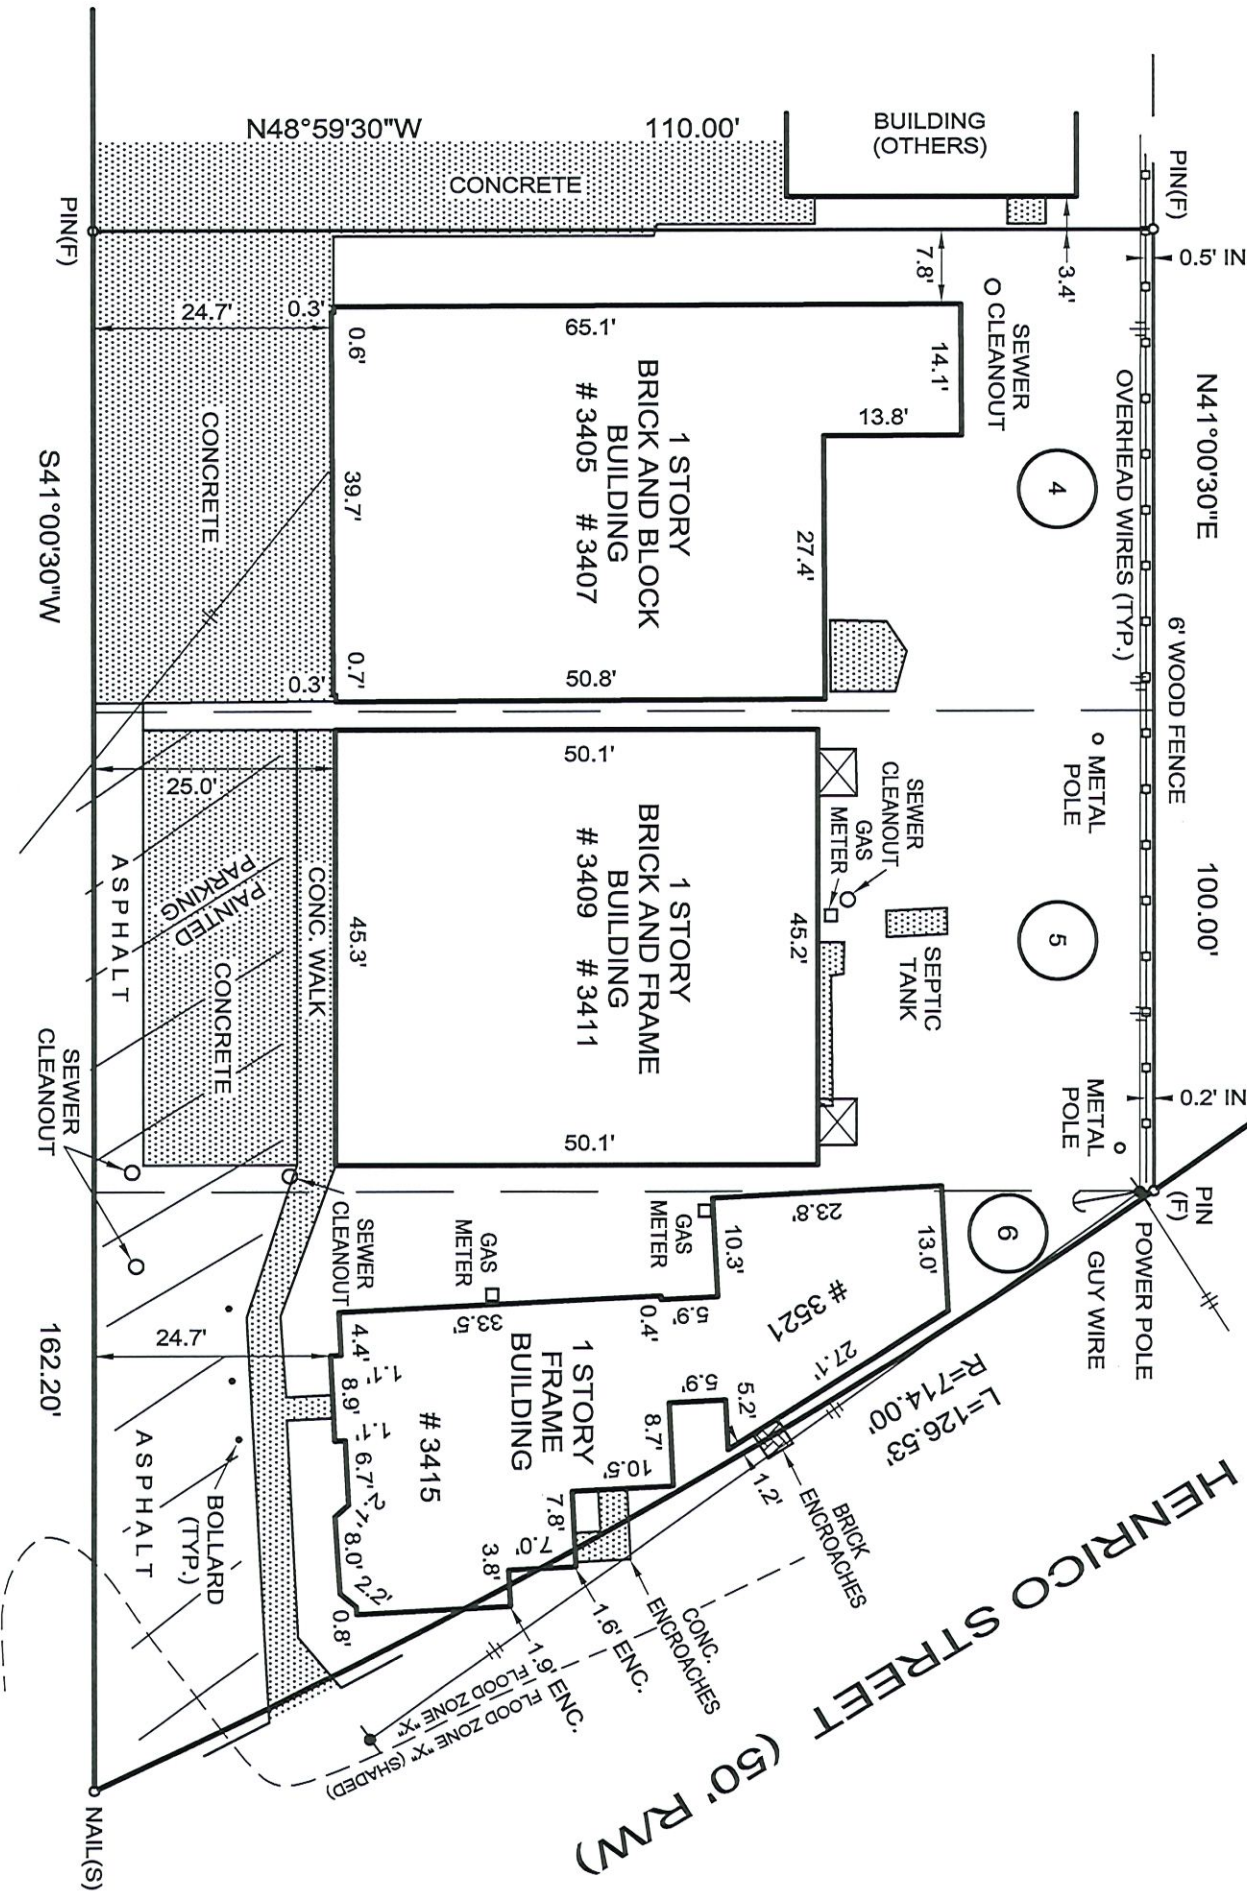 N48°59'30"W 110.00'
BUILDING
(OTHERS)
CONCRETE
PIN(F)
PIN(F)
0.5' IN
3.4'
7.8'
SEWER
CLEANOUT
24.7'
0.3'
0.6'
65.1'
14.1'
13.8'
N41°00'30"E 100.00'
OVERHEAD WIRES (TYP.)
6' WOOD FENCE
4
1 STORY
BRICK AND BLOCK
BUILDING
# 3405 # 3407
CONCRETE
39.7'
27.4'
0.7'
0.3'
50.8'
S41°00'30"W 162.20'
25.0'
50.1'
METAL
POLE
SEWER
CLEANOUT
GAS
METER
1 STORY
BRICK AND FRAME
BUILDING
# 3409 # 3411
ASPHALT
PAINTED
PARKING
CONCRETE
CONC. WALK
45.3'
45.2'
SEPTIC
TANK
5
SEWER
CLEANOUT
50.1'
METAL
POLE
0.2' IN
PIN
(F)
POWER POLE
GUY WIRE
6
SEWER
CLEANOUT
GAS
METER
GAS
METER
23.8'
10.3'
13.0'
# 3521
5.9'
0.4'
33.5'
27.1'
L=126.53'
R=714.00'
24.7'
4.4'
1.1'
8.9'
1.1'
6.7'
2.7'
8.0'
2.2'
0.8'
1 STORY
FRAME
BUILDING
# 3415
5.9'
5.2'
8.7'
10.5'
7.8'
7.0'
3.8'
1.2'
BRICK
ENCROACHES
CONC.
ENCROACHES
1.6' ENC.
1.9' ENC.
BOLLARD
(TYP.)
ASPHALT
FLOOD ZONE "X"
FLOOD ZONE "X" (SHADED)
HENRICO STREET (50' R/W)
NAIL(S)